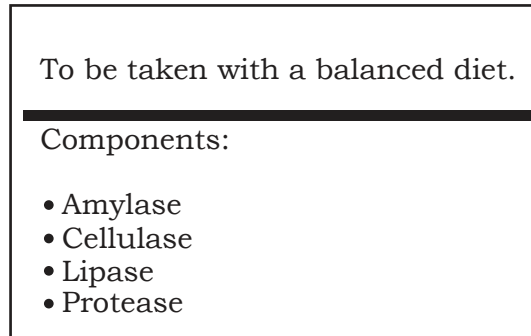 To be taken with a balanced diet.
Components:
• Amylase
• Cellulase
• Lipase
• Protease